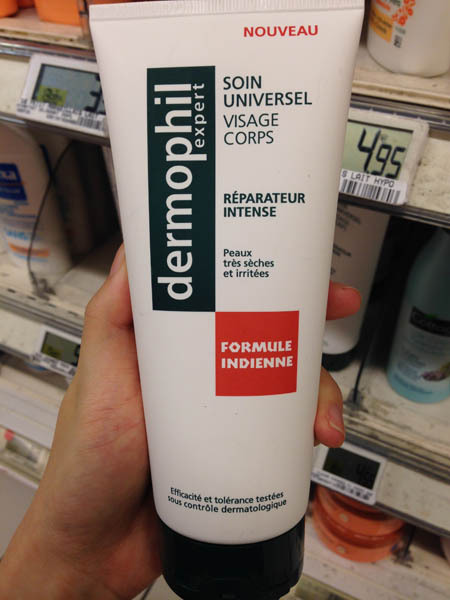 NOUVEAU
dermophil
expert
SOIN
UNIVERSEL
VISAGE
CORPS
RÉPARATEUR
INTENSE
Peaux
très sèches
et irritées
FORMULE
INDIENNE
Efficacité et tolérance testées
sous contrôle dermatologique
4,95
LAIT HYPO